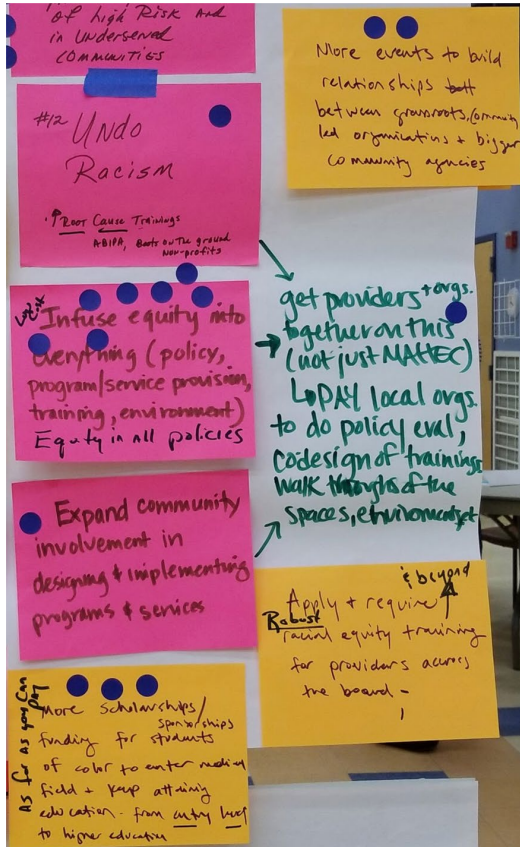 of High Risk And
in Underserved
COMMUNITIES
More events to build
relationships
between grassroots/community
led organizations + bigger
community agencies
#12 Undo
Racism
Root Cause Trainings
ABIPA, Boots on the ground
non-profits
Infuse equity into
everything (policy,
program/service provision,
training, environment)
Equity in all policies
get providers + orgs.
together on this
(not just MATTEC)
PAY local orgs.
to do policy eval,
codesign of trainings
walk throughs of the
spaces, environment
Expand community
involvement in
designing & implementing
programs & services
& beyond
Apply & require
Robust
racial equity training
for providers across
the board -
As far As you Can
PAY
More Scholarships/
sponsorships
funding for students
of color to enter medical
field & keep attaining
education - from entry level
to higher education